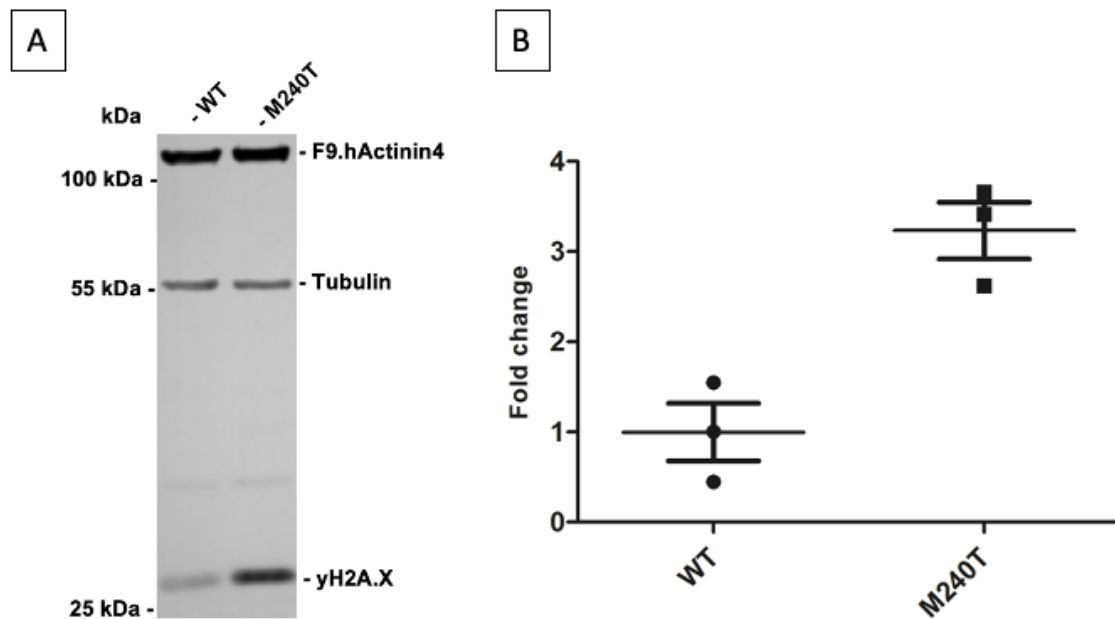 A
kDa
- WT
- M240T
- F9.hActinin4
100 kDa -
- Tubulin
55 kDa -
- yH2A.X
25 kDa -
B
Fold change
4
3
2
1
0
WT
M240T